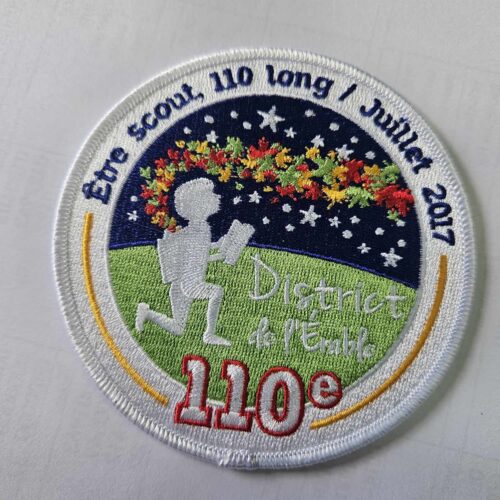 Être scout, 110 long / Juillet 2017
District
de l'Érable
110e